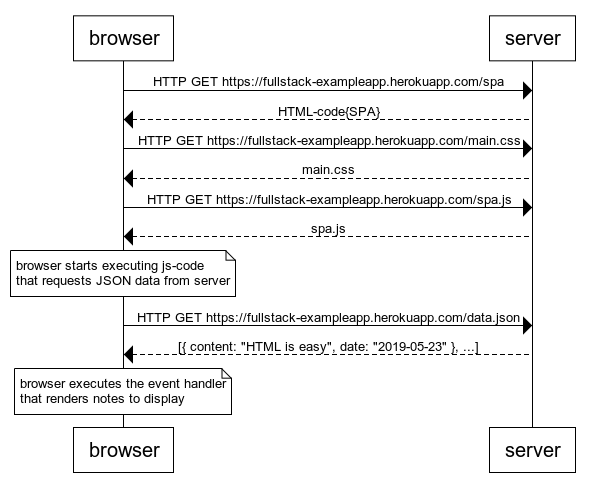 browser server
HTTP GET https://fullstack-exampleapp.herokuapp.com/spa
HTML-code{SPA}
HTTP GET https://fullstack-exampleapp.herokuapp.com/main.css
main.css
HTTP GET https://fullstack-exampleapp.herokuapp.com/spa.js
spa.js
browser starts executing js-code
that requests JSON data from server
HTTP GET https://fullstack-exampleapp.herokuapp.com/data.json
[{ content: "HTML is easy", date: "2019-05-23" }, ...]
browser executes the event handler
that renders notes to display
browser server